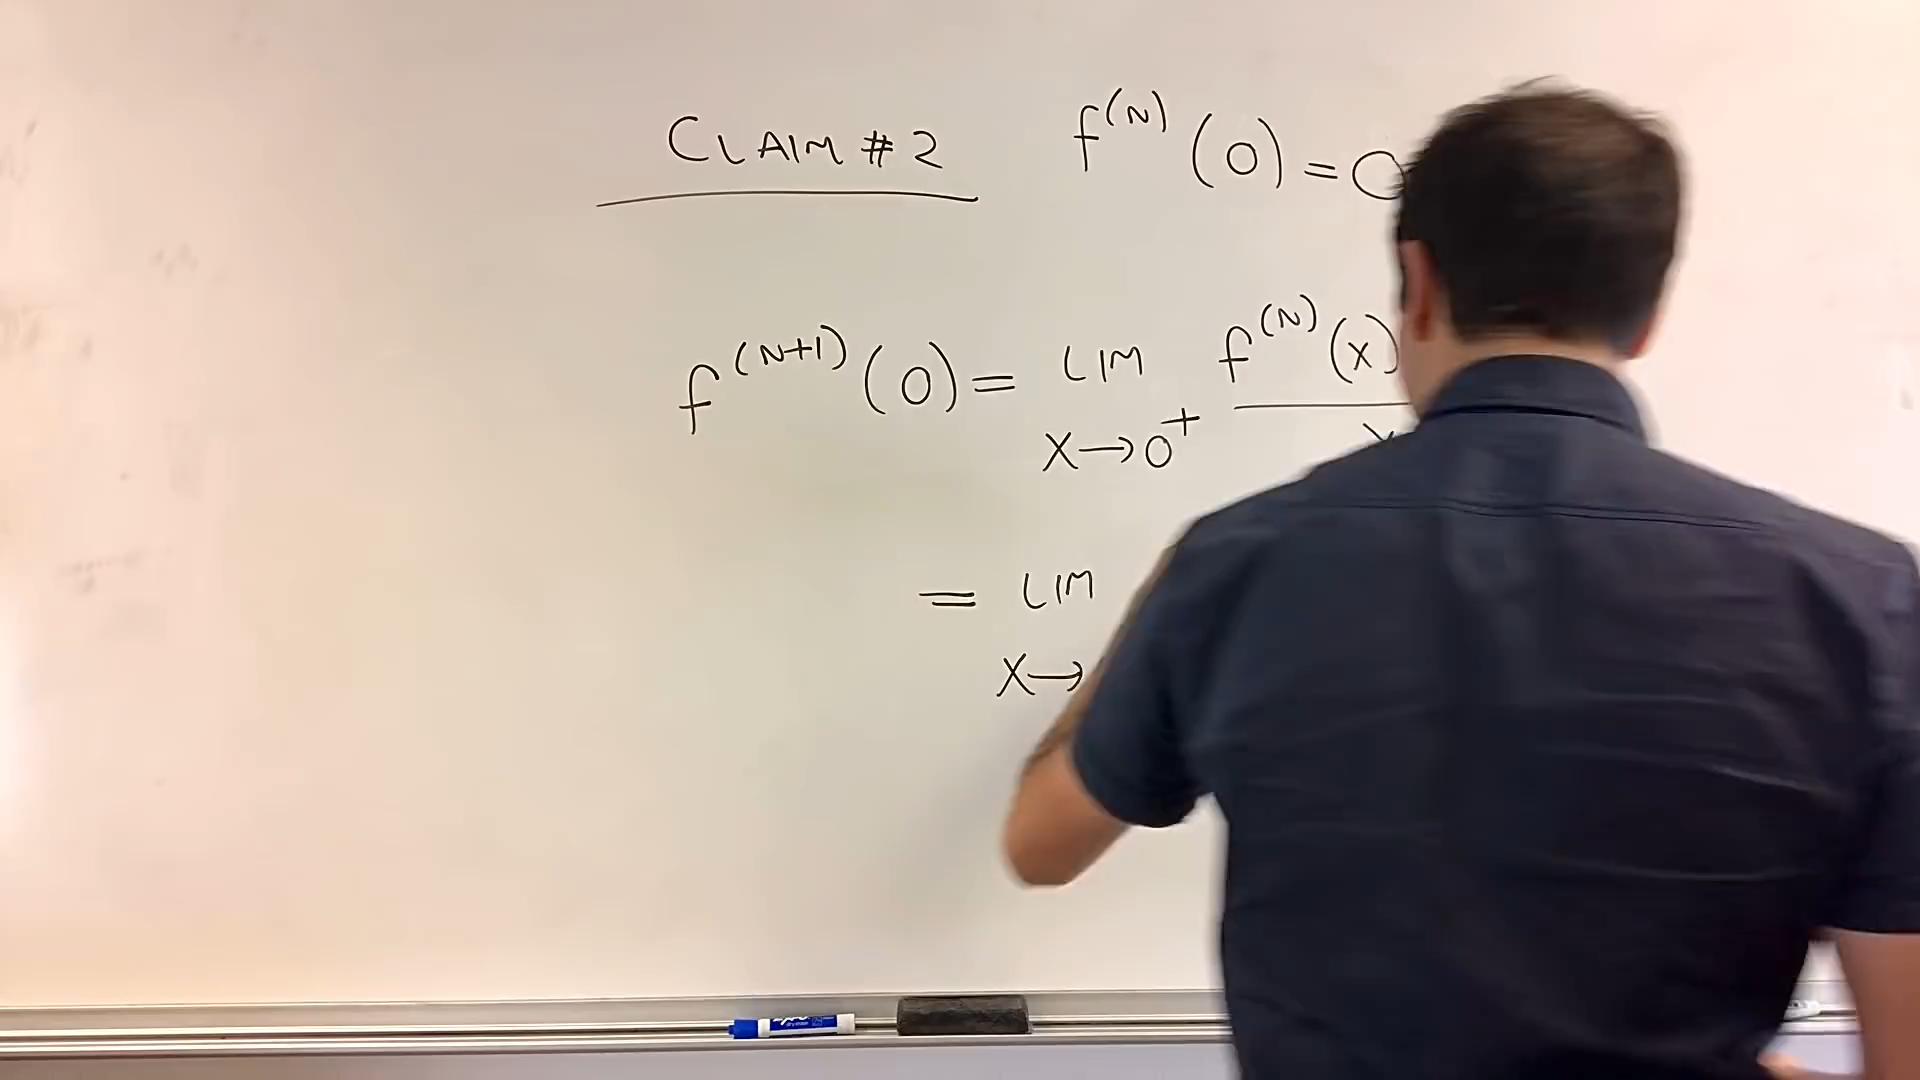 CLAIM #2 f^(N) (0) = 0
f^(N+1) (0) = LIM f^(N) (x)
X→0⁺
= LIM
X→